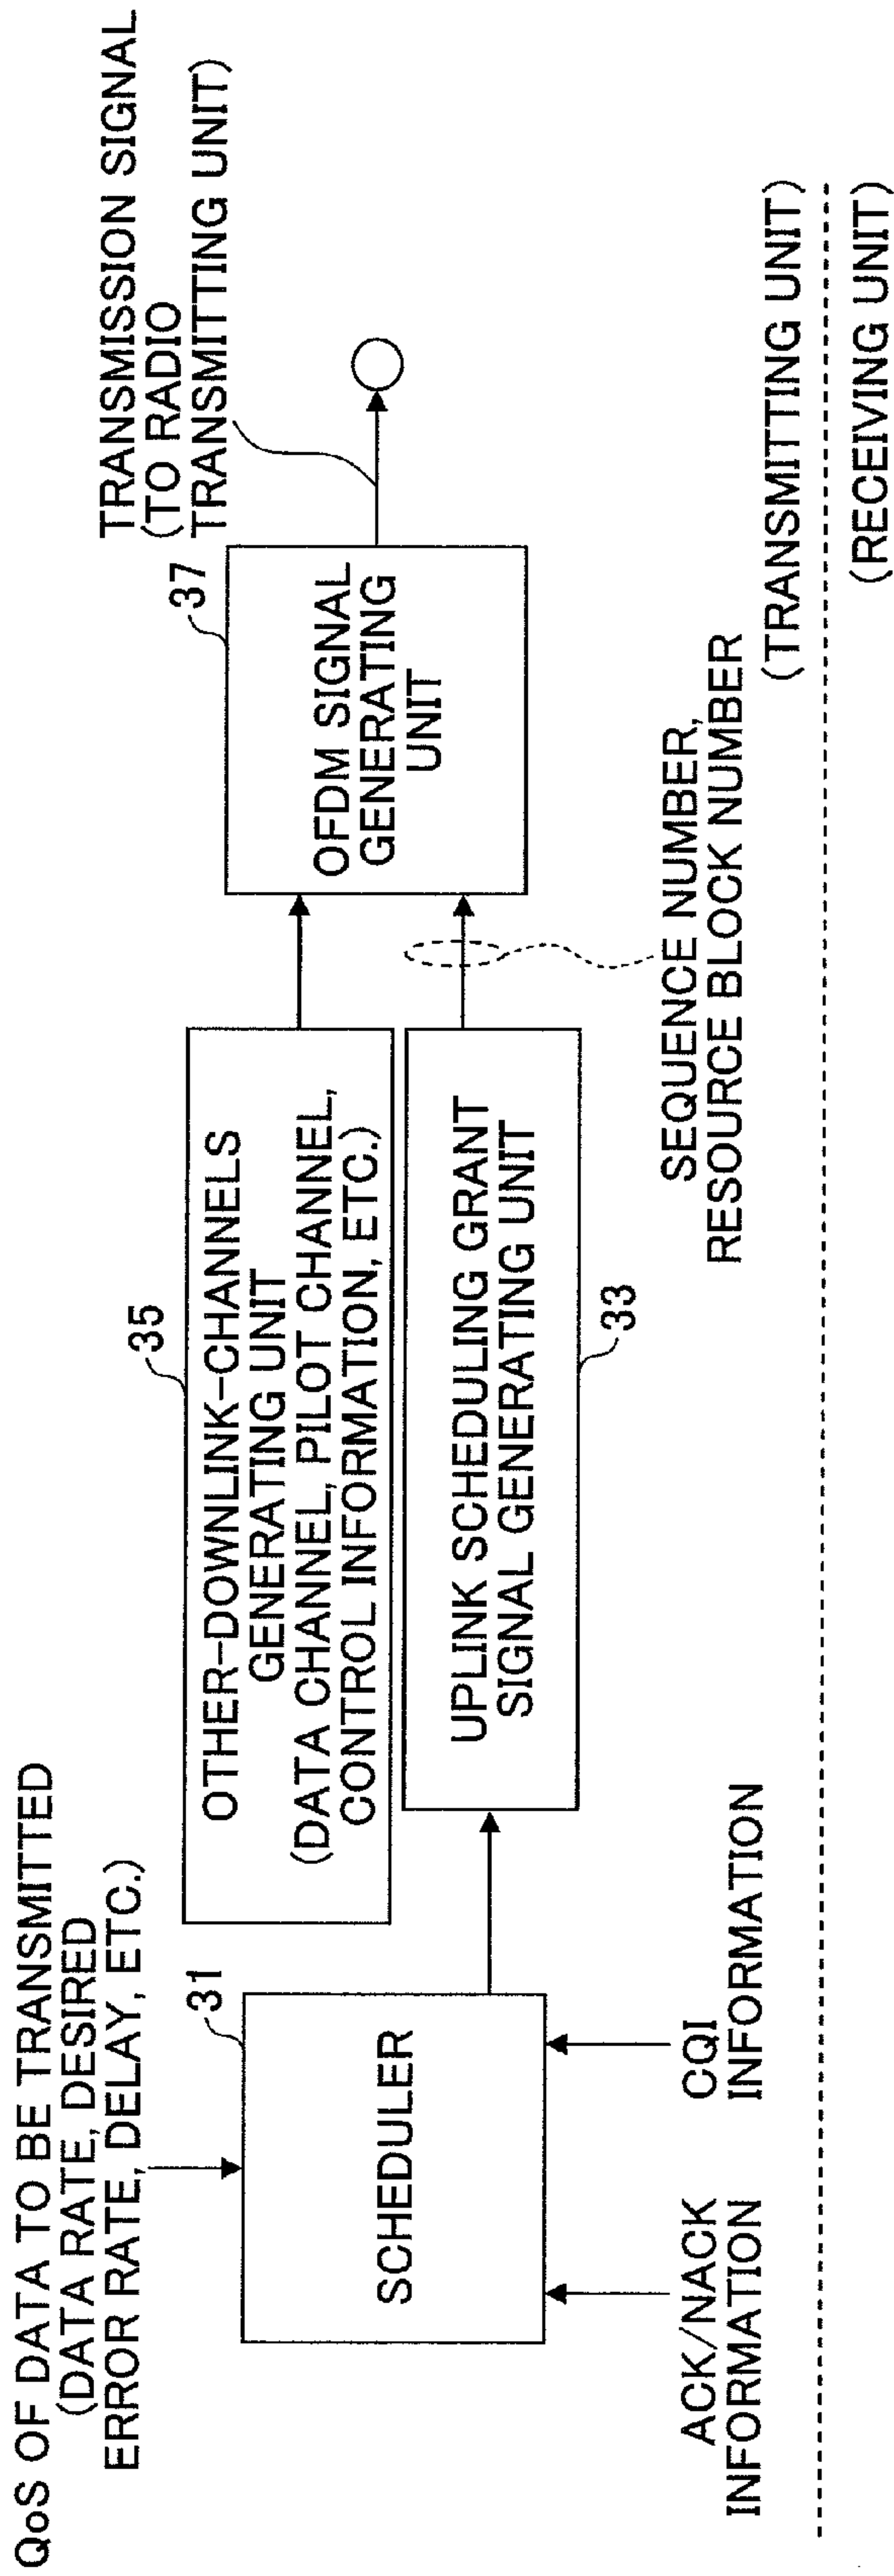 QoS OF DATA TO BE TRANSMITTED
(DATA RATE, DESIRED
ERROR RATE, DELAY, ETC.)
31
SCHEDULER
ACK/NACK
INFORMATION
CQI
INFORMATION
35
OTHER-DOWNLINK-CHANNELS
GENERATING UNIT
(DATA CHANNEL, PILOT CHANNEL,
CONTROL INFORMATION, ETC.)
UPLINK SCHEDULING GRANT
SIGNAL GENERATING UNIT
33
SEQUENCE NUMBER,
RESOURCE BLOCK NUMBER
37
OFDM SIGNAL
GENERATING
UNIT
TRANSMISSION SIGNAL
(TO RADIO
TRANSMITTING UNIT)
(TRANSMITTING UNIT)
(RECEIVING UNIT)